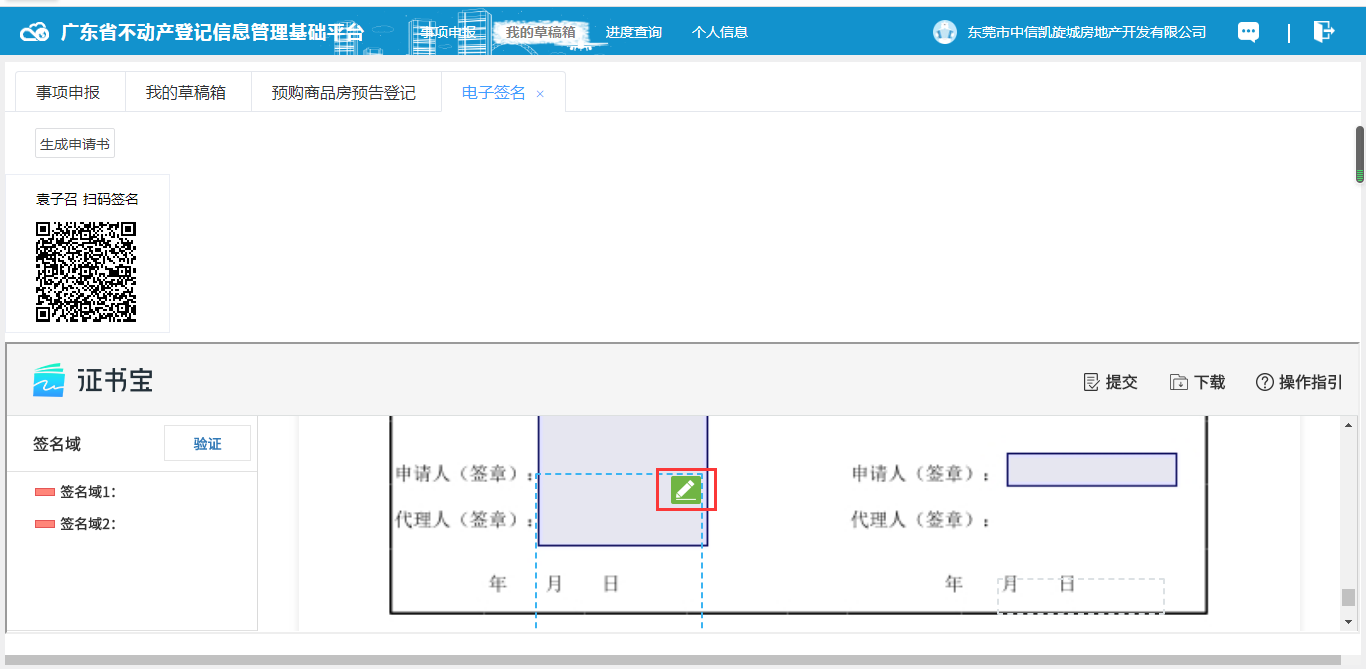 广东省不动产登记信息管理基础平台 事项申报 我的草稿箱 进度查询 个人信息 东莞市中信凯旋城房地产开发有限公司
事项申报 我的草稿箱 预购商品房预告登记 电子签名 ×
生成申请书
袁子召 扫码签名
证书宝 提交 下载 操作指引
签名域 验证
签名域1:
签名域2:
申请人（签章）: 申请人（签章）:
代理人（签章）: 代理人（签章）:
年 月 日 年 月 日